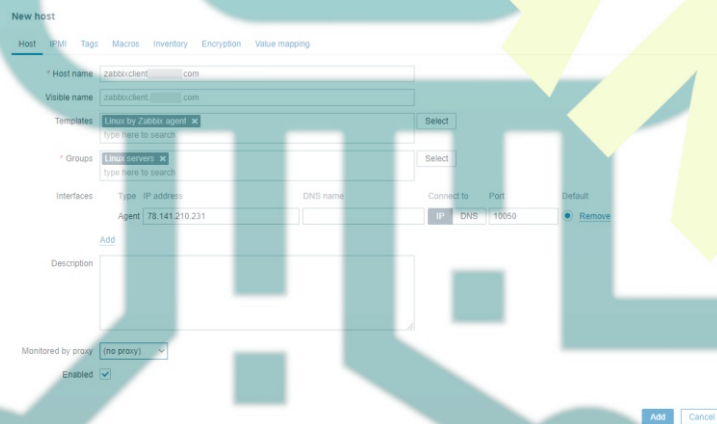 New host
Host IPMI Tags Macros Inventory Encryption Value mapping
* Host name zabbixclient. .com
Visible name zabbixclient. .com
Templates Linux by Zabbix agent × Select
type here to search
* Groups Linux servers × Select
type here to search
Interfaces Type IP address DNS name Connect to Port Default
Agent 78.141.210.231 IP DNS 10050 Remove
Add
Description
Monitored by proxy (no proxy)
Enabled
Add Cancel